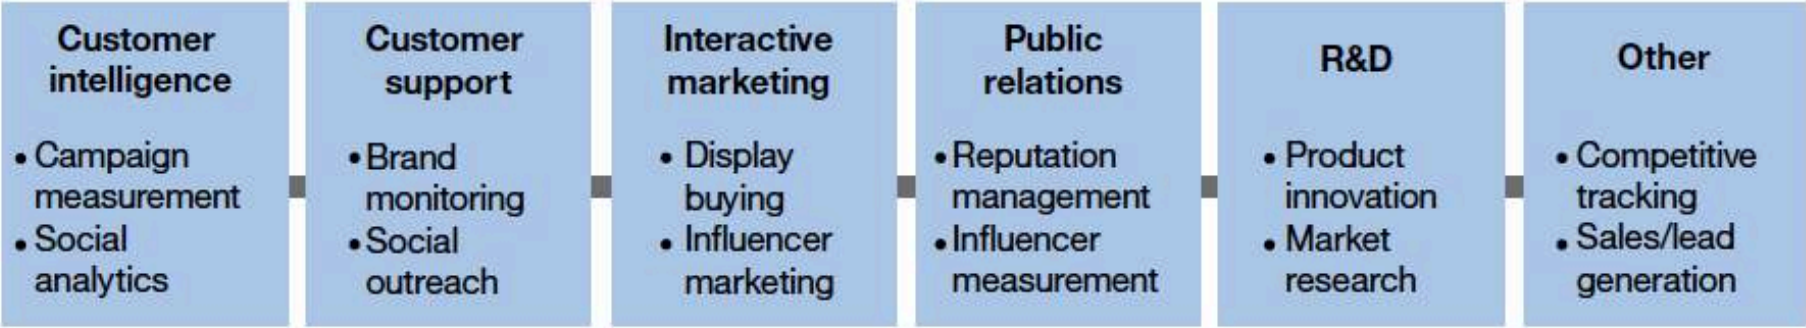 Customer
intelligence
• Campaign
measurement
• Social
analytics
Customer
support
• Brand
monitoring
• Social
outreach
Interactive
marketing
• Display
buying
• Influencer
marketing
Public
relations
• Reputation
management
• Influencer
measurement
R&D
• Product
innovation
• Market
research
Other
• Competitive
tracking
• Sales/lead
generation